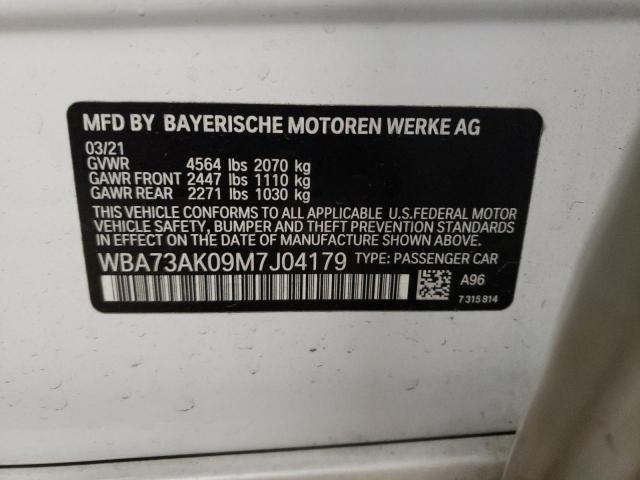 MFD BY BAYERISCHE MOTOREN WERKE AG
03/21
GVWR 4564 lbs 2070 kg
GAWR FRONT 2447 lbs 1110 kg
GAWR REAR 2271 lbs 1030 kg
THIS VEHICLE CONFORMS TO ALL APPLICABLE U.S.FEDERAL MOTOR
VEHICLE SAFETY, BUMPER, AND THEFT PREVENTION STANDARDS
IN EFFECT ON THE DATE OF MANUFACTURE SHOWN ABOVE.
WBA73AK09M7J04179 TYPE: PASSENGER CAR
A96
7 315 814